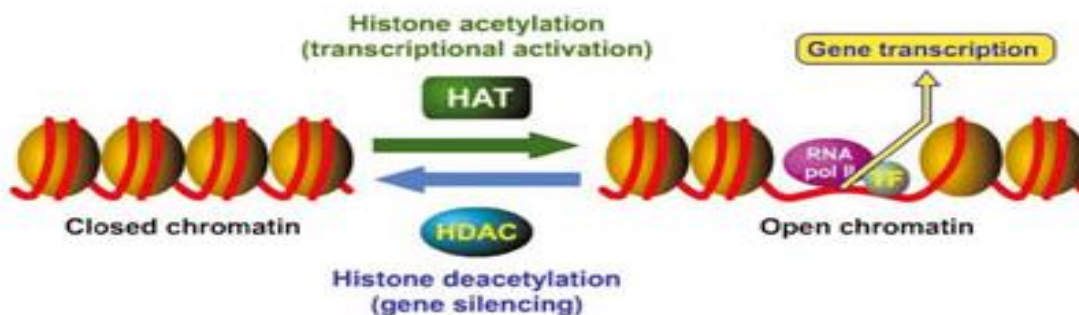 Histone acetylation
(transcriptional activation)
Gene transcription
HAT
RNA
pol II
TF
Closed chromatin
Open chromatin
HDAC
Histone deacetylation
(gene silencing)